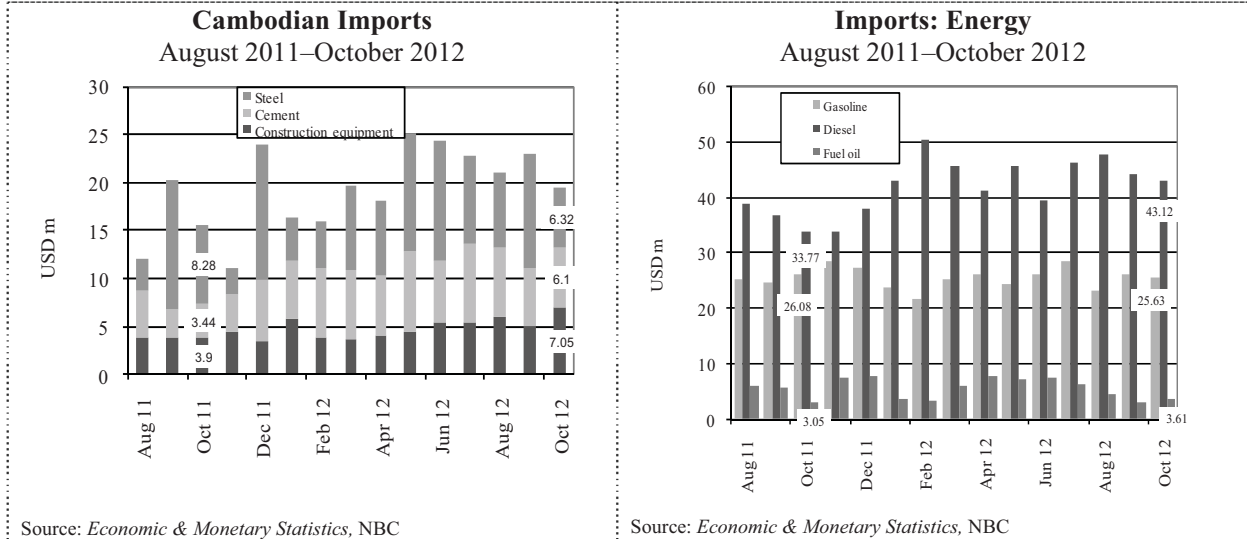 Cambodian Imports
August 2011–October 2012
30
25
20
15
10
5
0
USD m
Steel
Cement
Construction equipment
8.28
3.44
3.9
6.32
6.1
7.05
Aug 11
Oct 11
Dec 11
Feb 12
Apr 12
Jun 12
Aug 12
Oct 12
Source: Economic & Monetary Statistics, NBC
Imports: Energy
August 2011–October 2012
60
50
40
30
20
10
0
USD m
Gasoline
Diesel
Fuel oil
33.77
26.08
3.05
43.12
25.63
3.61
Aug 11
Oct 11
Dec 11
Feb 12
Apr 12
Jun 12
Aug 12
Oct 12
Source: Economic & Monetary Statistics, NBC